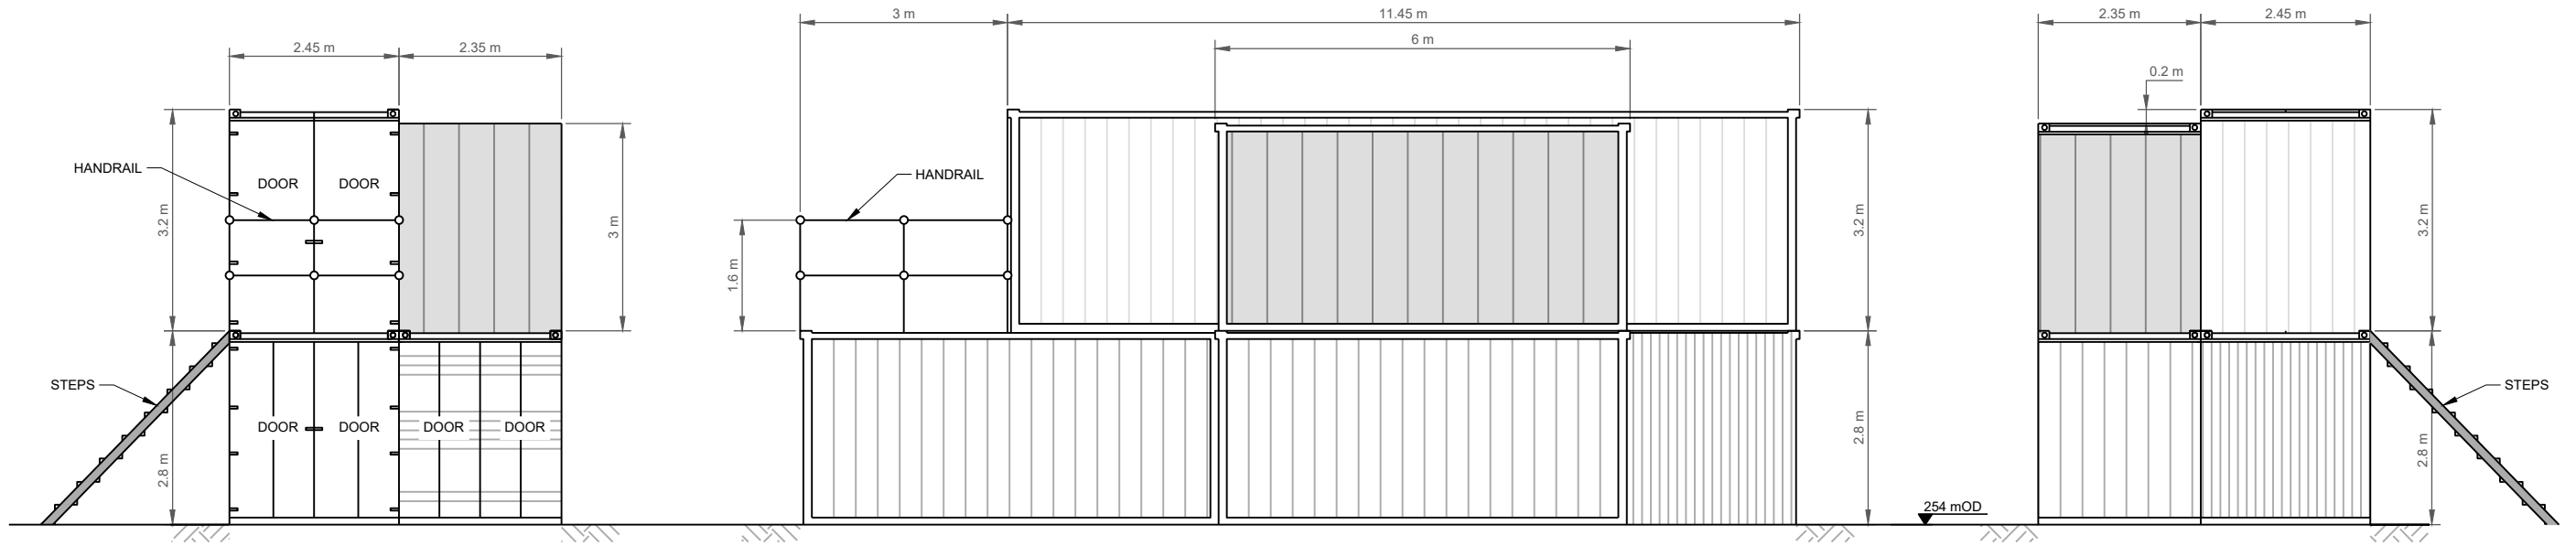 2.45 m
2.35 m
HANDRAIL
DOOR
DOOR
3.2 m
3 m
STEPS
DOOR
DOOR
DOOR
DOOR
2.8 m
3 m
11.45 m
6 m
HANDRAIL
1.6 m
3.2 m
2.8 m
254 mOD
2.35 m
2.45 m
0.2 m
3.2 m
STEPS
2.8 m